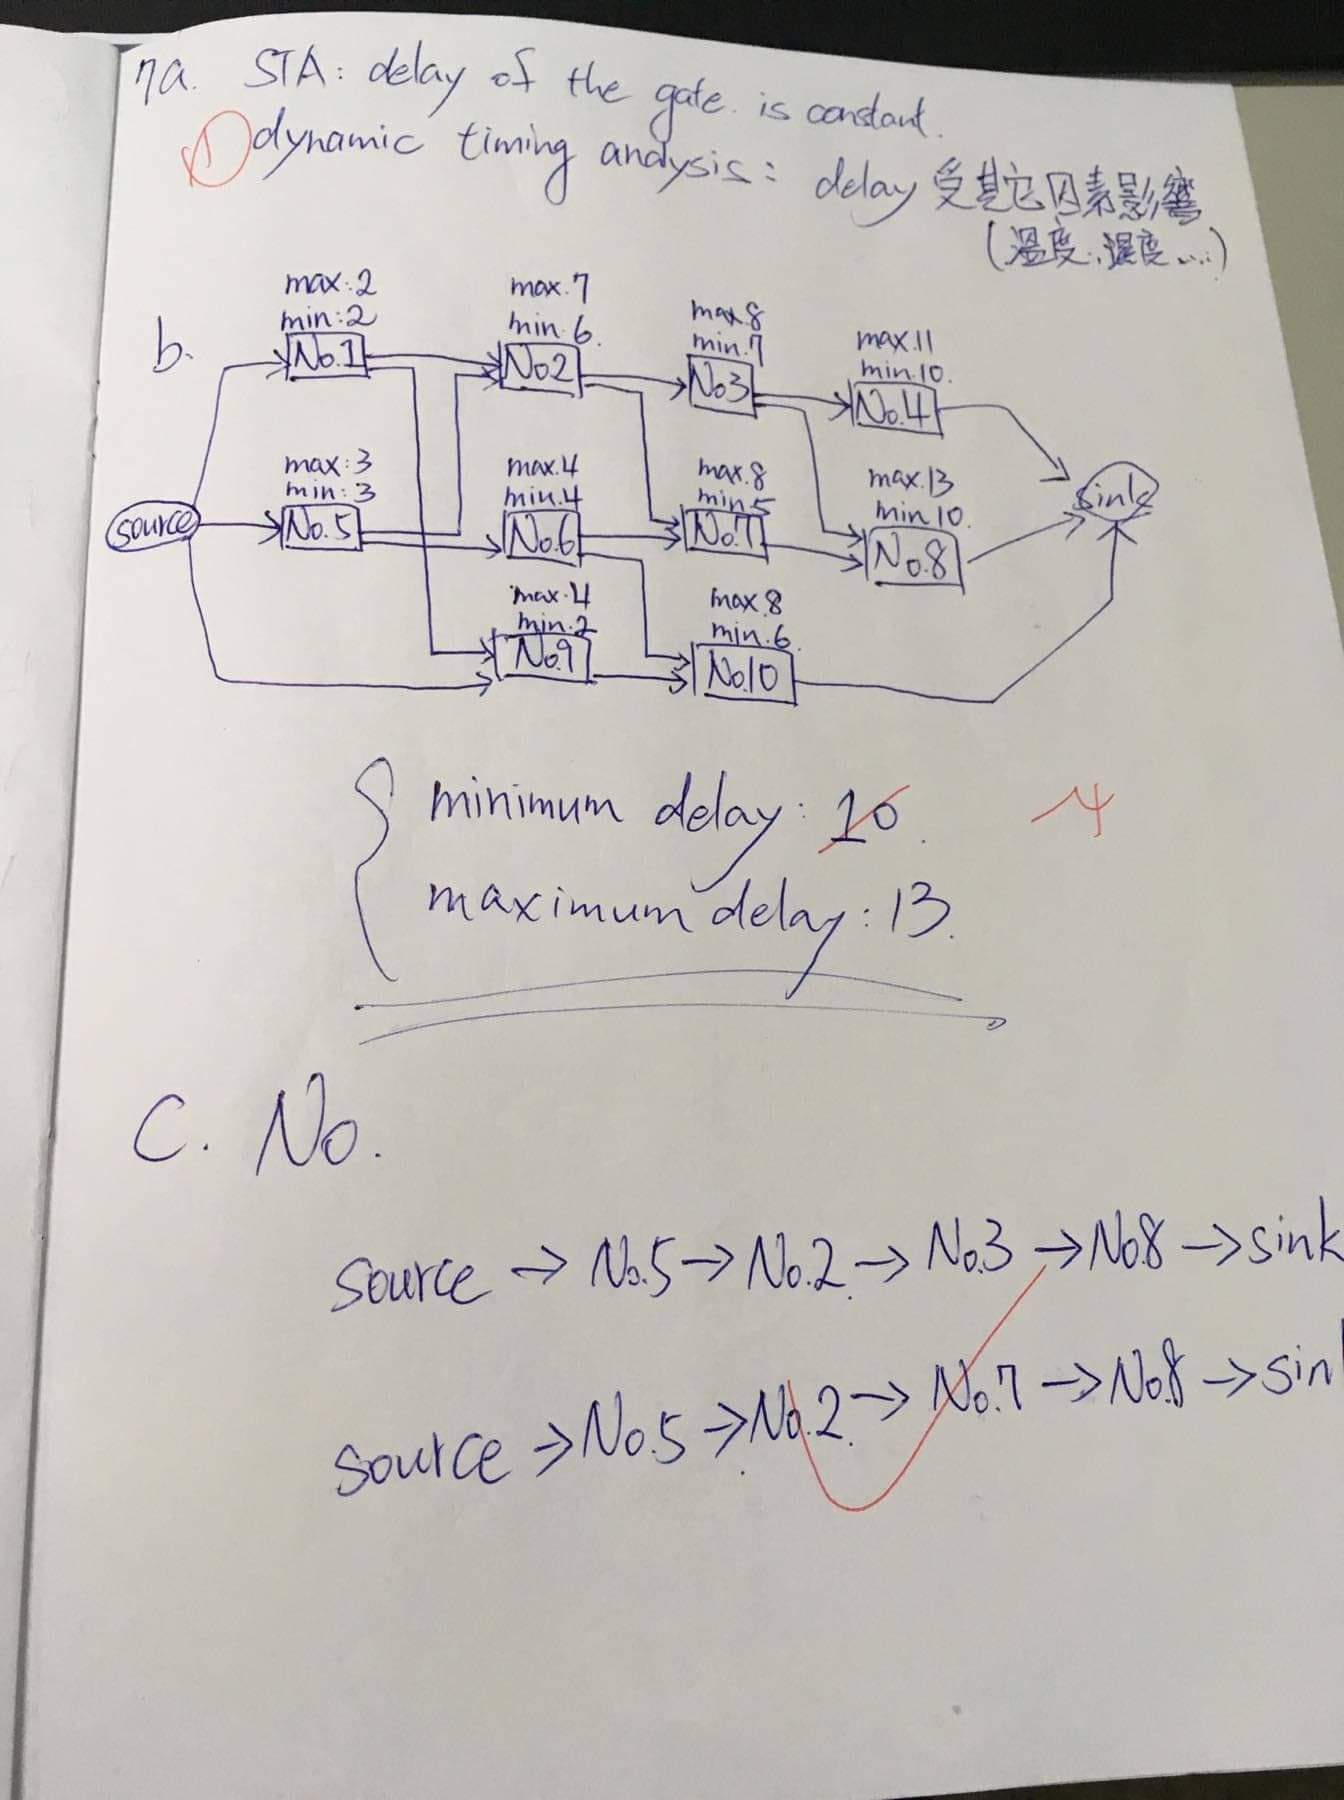 7a. STA: delay of the gate is constant.
dynamic timing analysis: delay 受其它因素影響
(溫度、濕度...)
b.
max:2
min:2
No.1
max.7
min.6
No2
max.8
min.7
No3
max.11
min.10.
No.4
max:3
min:3
No.5
max.4
min.4
No.6
max.8
min.5
No.7
max.13
min10.
No.8
source
sink
max.4
min.2
No.9
max.8
min.6
No.10
minimum delay: 10. -4
maximum delay: 13.
C. No.
source → No.5 → No.2 → No.3 → No.8 → sink
source → No.5 → No.2 → No.7 → No.8 → sin